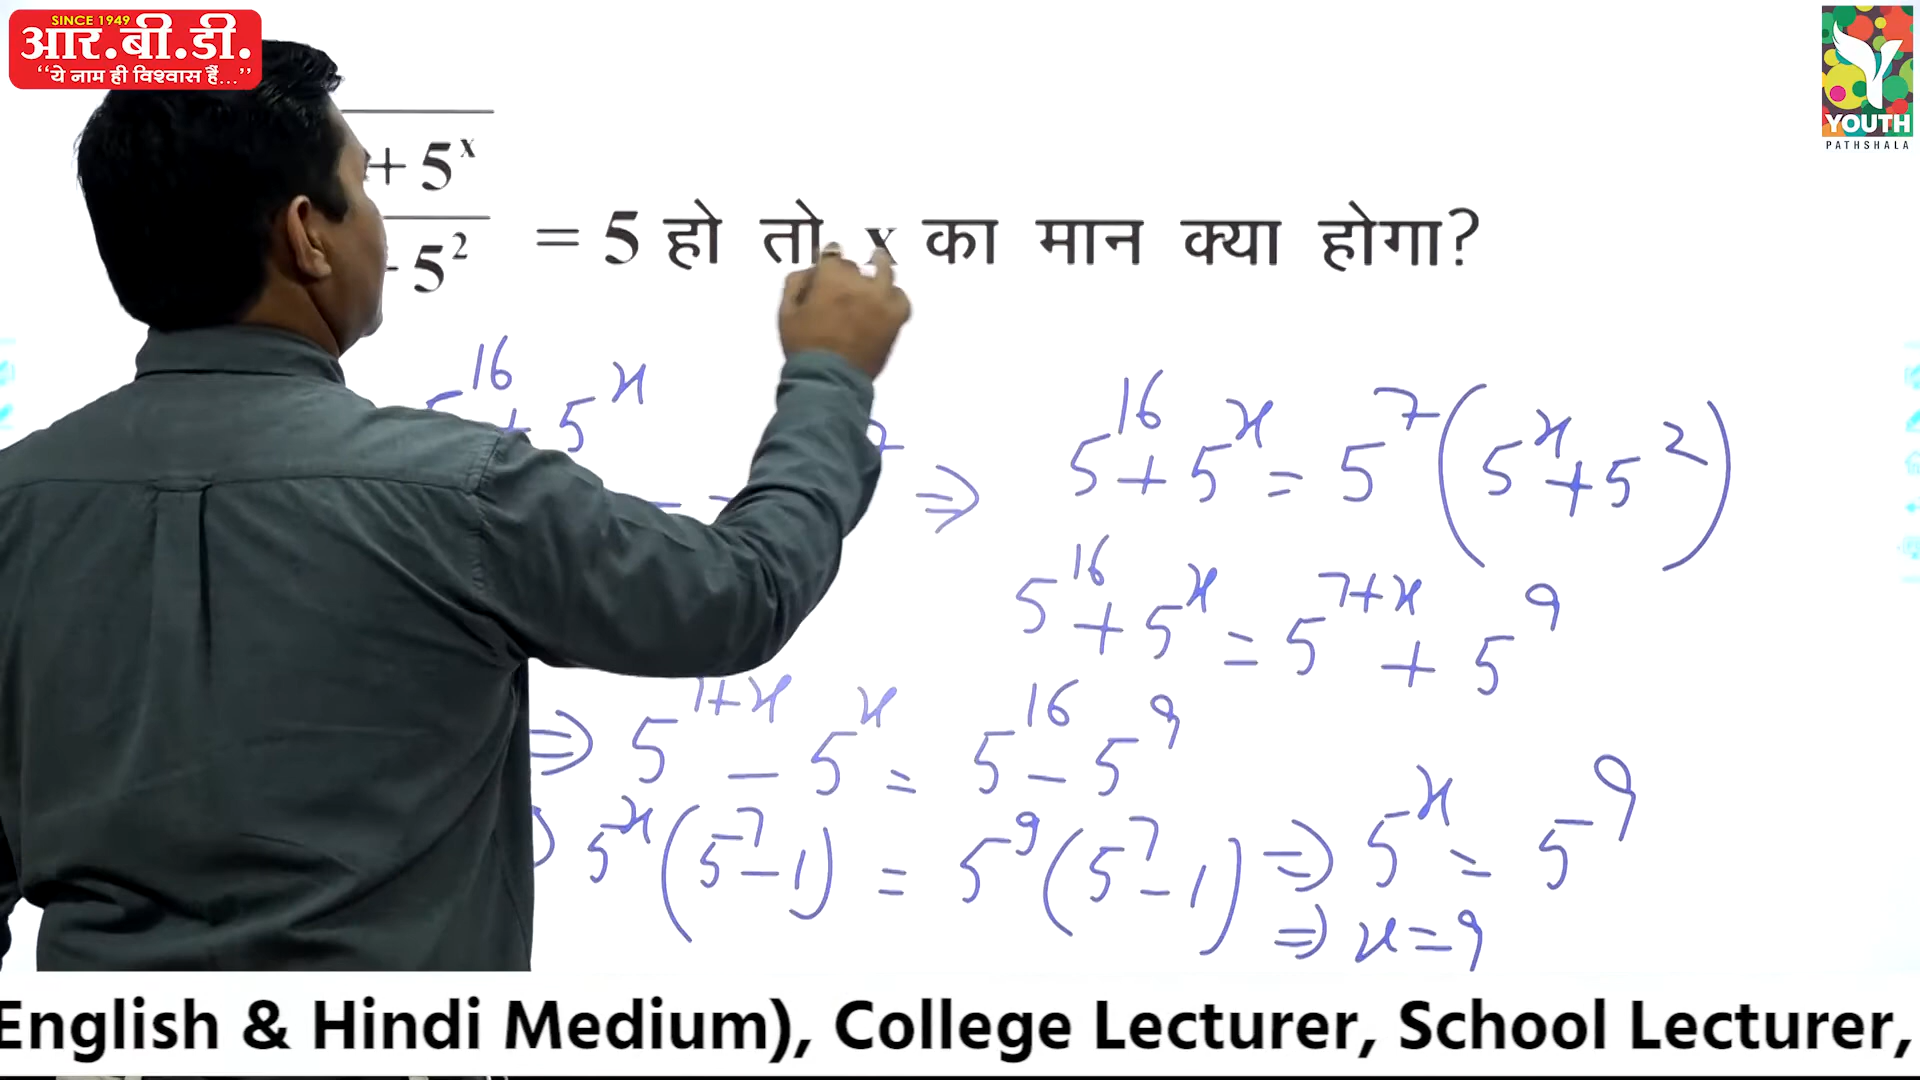 SINCE 1949
आर.बी.डी.
“ये नाम ही विश्वास हैं...”
YOUTH
PATHSHALA
+ 5ˣ
5² = 5 हो तो x का मान क्या होगा?
16 + 5ˣ
⇒ 5¹⁶ + 5ˣ = 5⁷(5ˣ + 5²)
5¹⁶ + 5ˣ = 5⁷⁺ˣ + 5⁹
⇒ 5⁷⁺ˣ − 5ˣ = 5¹⁶ − 5⁹
5ˣ(5⁷ − 1) = 5⁹(5⁷ − 1) ⇒ 5ˣ = 5⁹
⇒ x = 9
English & Hindi Medium), College Lecturer, School Lecturer,